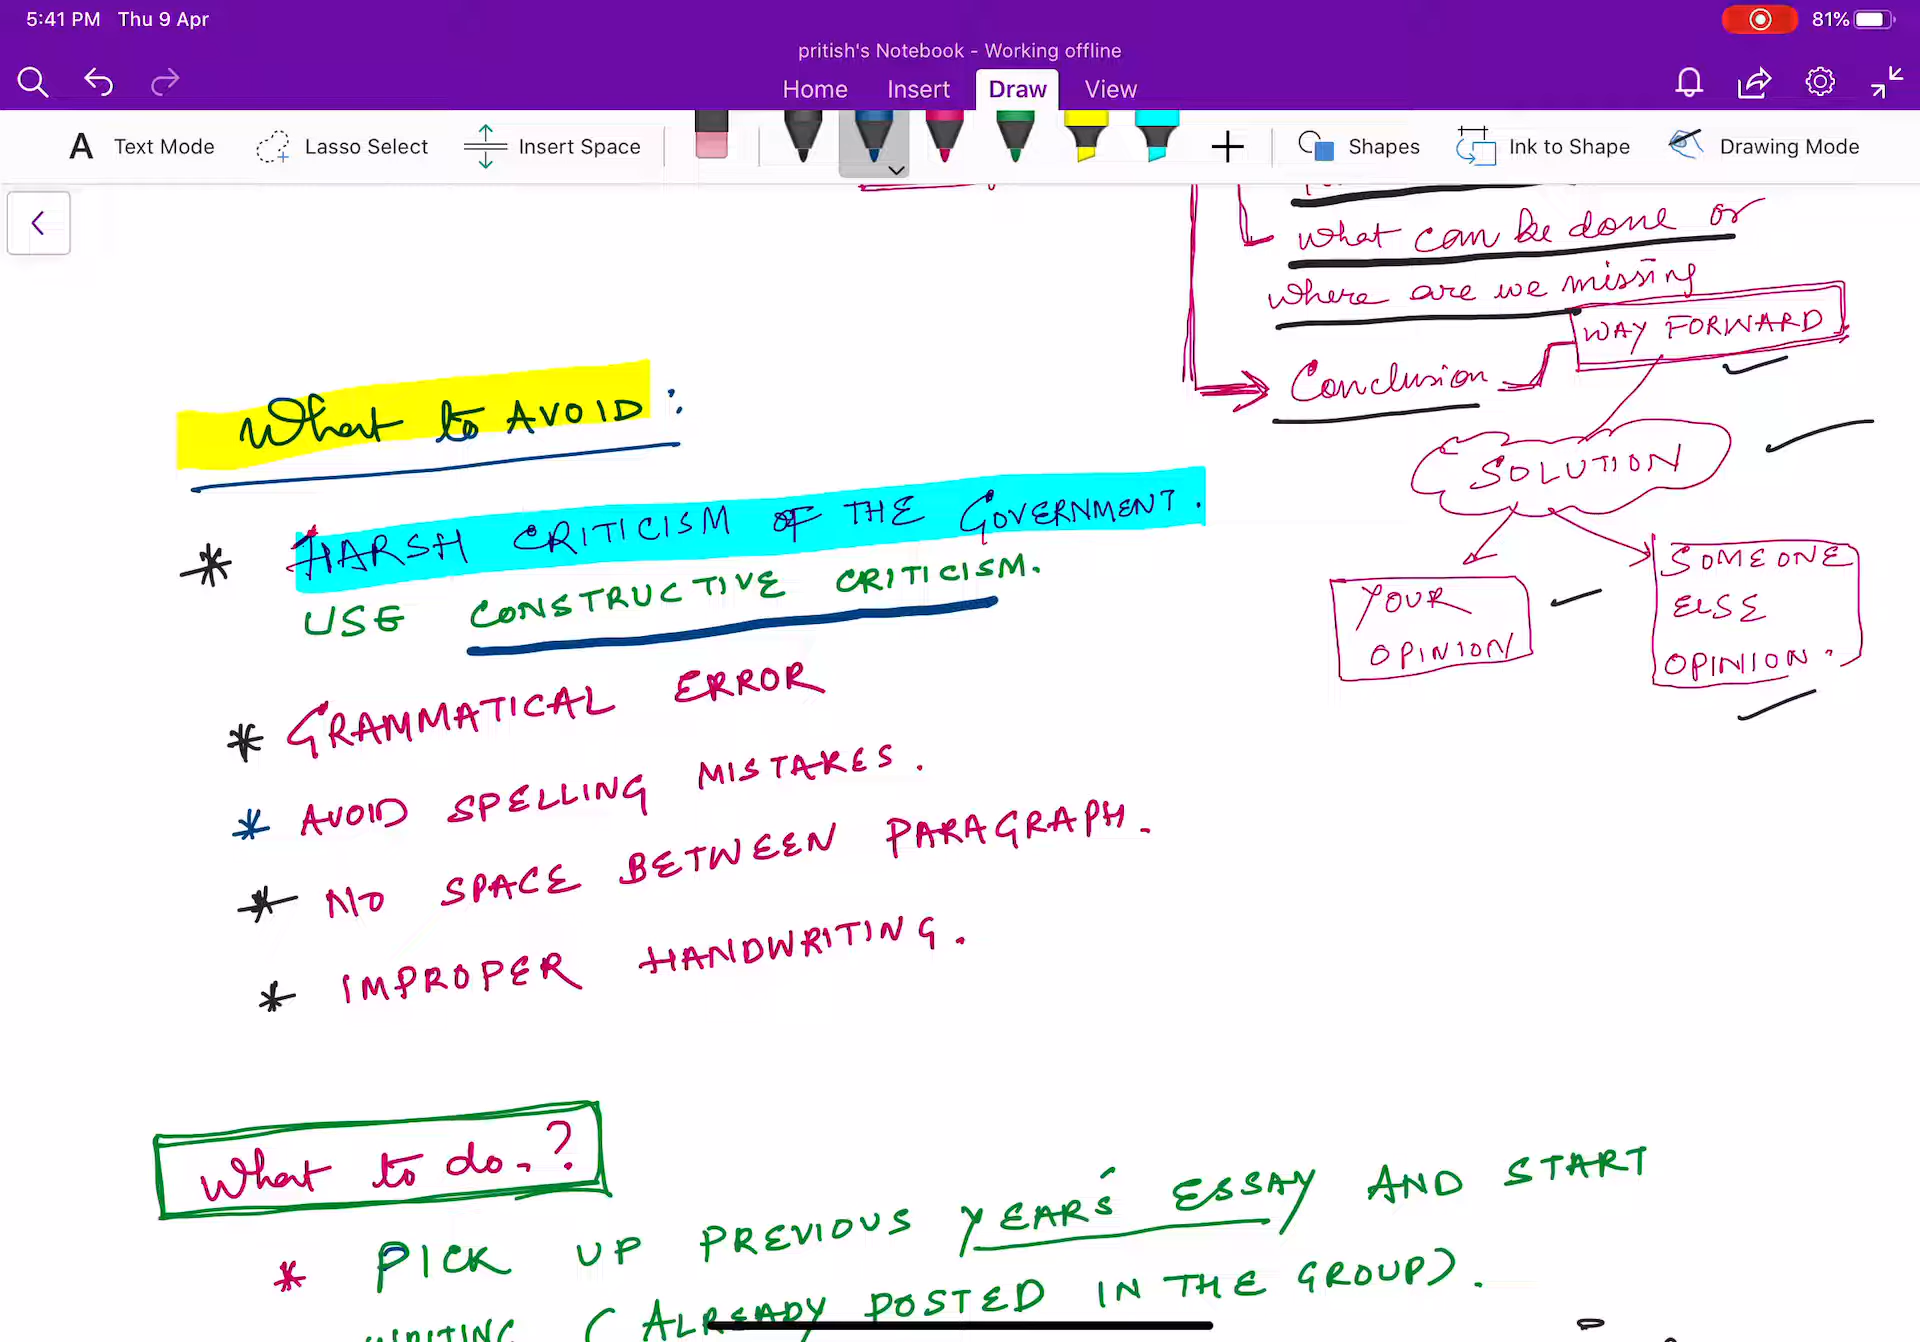 5:41 PM Thu 9 Apr
81%
pritish's Notebook - Working offline
Home Insert Draw View
Text Mode Lasso Select Insert Space Shapes Ink to Shape Drawing Mode
what can be done or
where are we missing
WAY FORWARD
Conclusion
SOLUTION
YOUR
OPINION
SOMEONE
ELSE
OPINION.
What to AVOID:
* HARSH CRITICISM OF THE GOVERNMENT.
USE CONSTRUCTIVE CRITICISM.
* GRAMMATICAL ERROR
* AVOID SPELLING MISTAKES.
* NO SPACE BETWEEN PARAGRAPH.
* IMPROPER HANDWRITING.
What to do.?
* PICK UP PREVIOUS YEAR'S ESSAY AND START
WRITING (ALREADY POSTED IN THE GROUP).